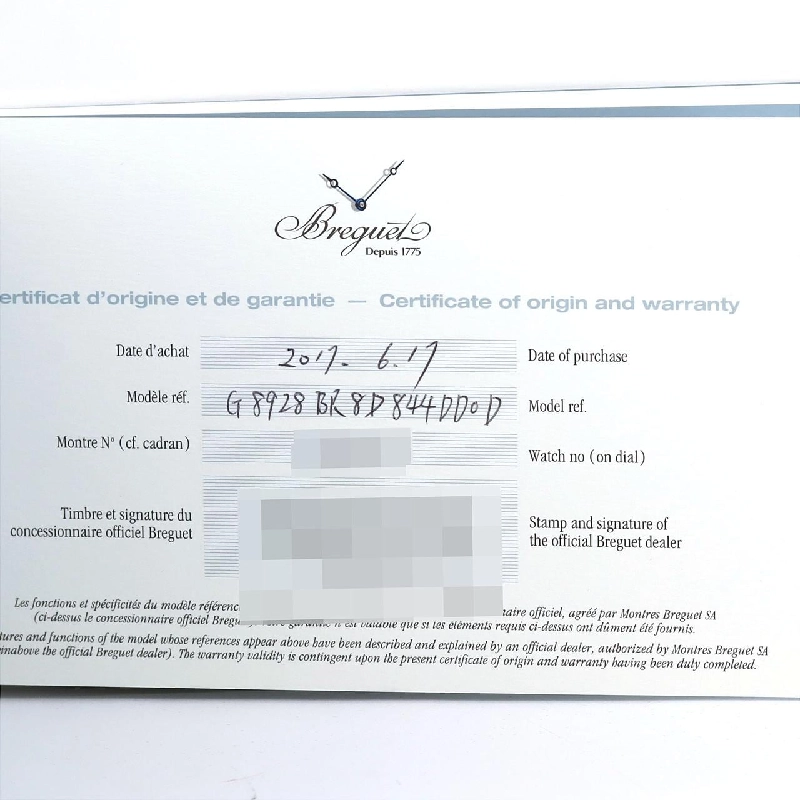 Breguet
Depuis 1775
ertificat d'origine et de garantie — Certificate of origin and warranty
Date d'achat 2017. 6.17 Date of purchase
Modèle réf. G8928BR8D844DD0D Model ref.
Montre N° (cf. cadran) Watch no (on dial)
Timbre et signature du
concessionnaire officiel Breguet
Stamp and signature of
the official Breguet dealer
Les fonctions et spécificités du modèle référenc taire officiel, agréé par Montres Breguet SA
(ci-dessus le concessionnaire officiel Bregu garantie n'est valable que si les éléments requis ci-dessus ont dûment été fournis.
tures and functions of the model whose references appear above have been described and explained by an official dealer, authorized by Montres Breguet SA
inabove the official Breguet dealer). The warranty validity is contingent upon the present certificate of origin and warranty having been duly completed.